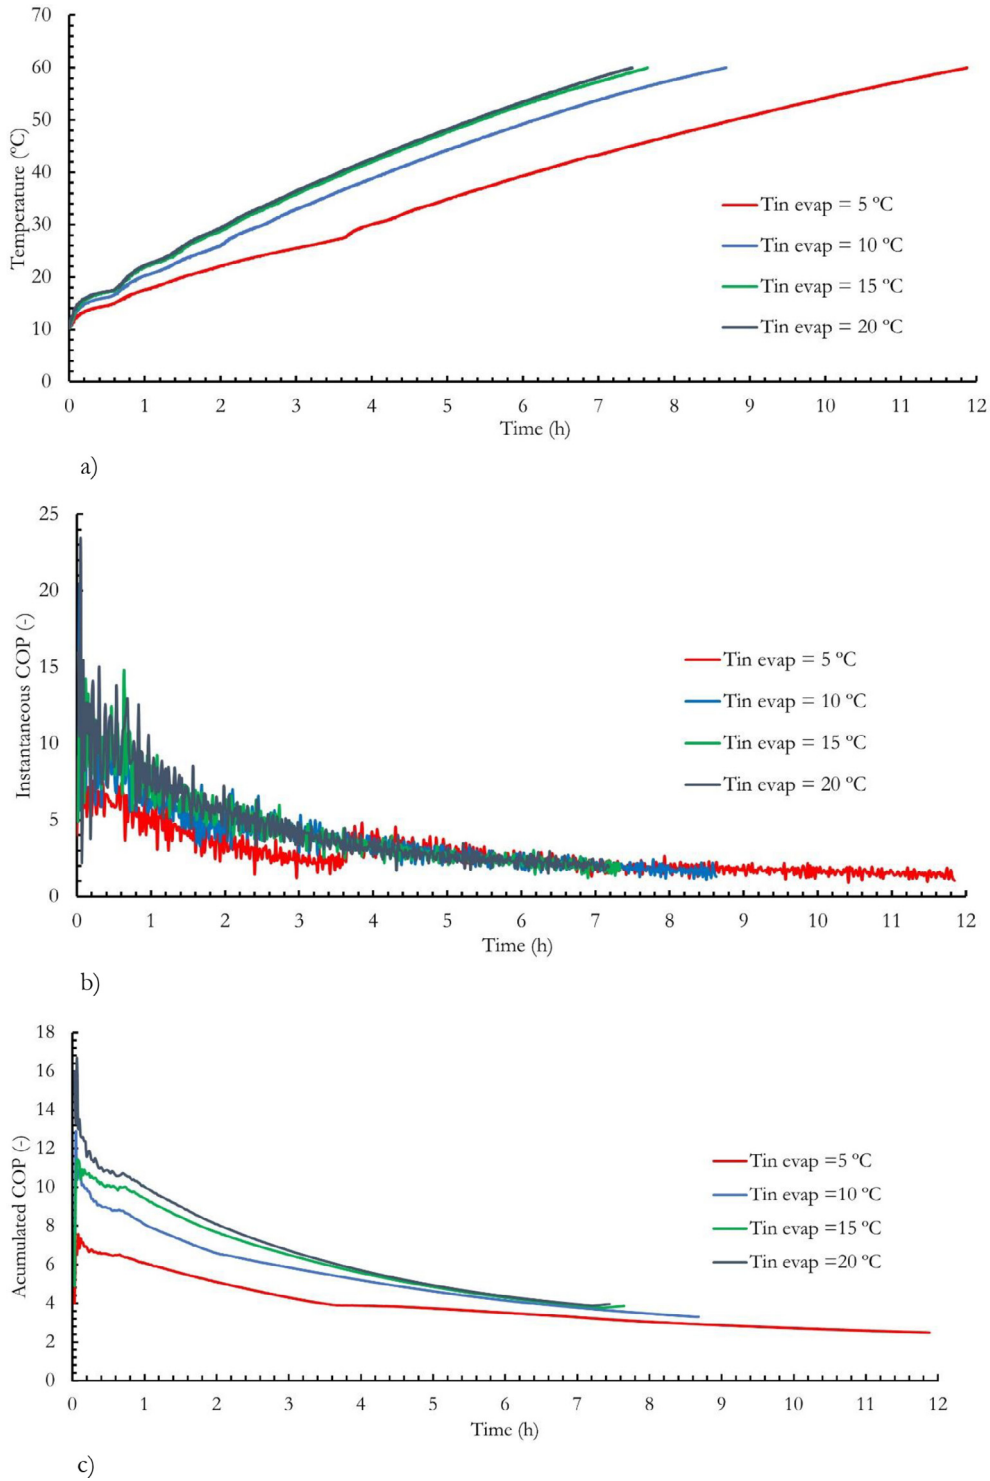 70
60
50
40
30
20
10
0
Temperature (ºC)
Tin evap = 5 ºC
Tin evap = 10 ºC
Tin evap = 15 ºC
Tin evap = 20 ºC
0 1 2 3 4 5 6 7 8 9 10 11 12
Time (h)
a)
25
20
15
10
5
0
Instantaneous COP (-)
Tin evap = 5 ºC
Tin evap = 10 ºC
Tin evap = 15 ºC
Tin evap = 20 ºC
0 1 2 3 4 5 6 7 8 9 10 11 12
Time (h)
b)
18
16
14
12
10
8
6
4
2
0
Acumulated COP (-)
Tin evap =5 ºC
Tin evap =10 ºC
Tin evap =15 ºC
Tin evap =20 ºC
0 1 2 3 4 5 6 7 8 9 10 11 12
Time (h)
c)